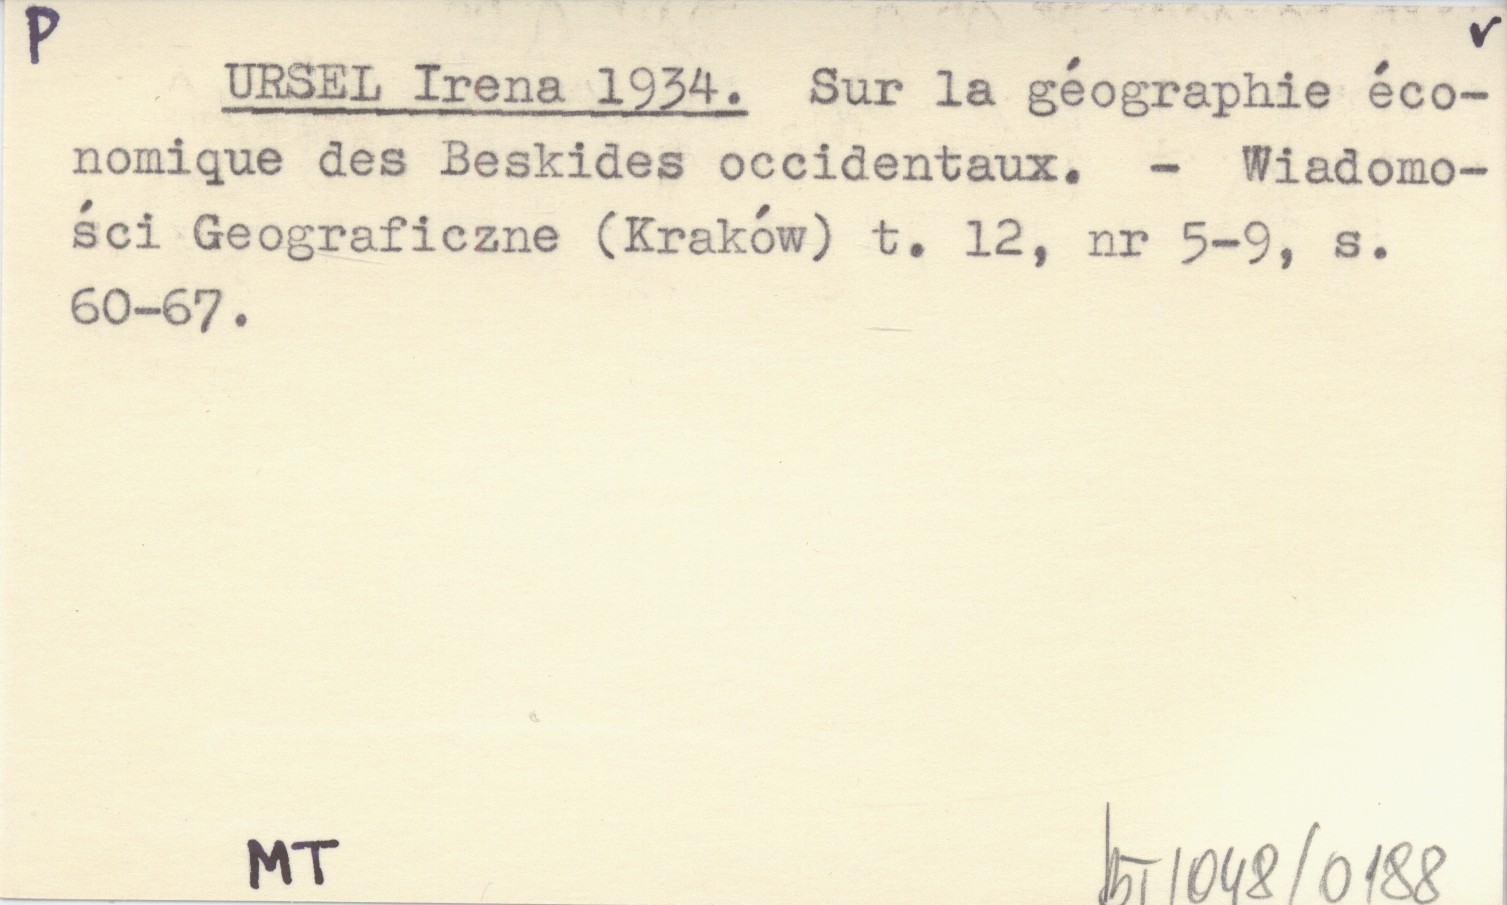 P
v
URSEL Irena 1934. Sur la géographie éco-
nomique des Beskides occidentaux. - Wiadomo-
ści Geograficzne (Kraków) t. 12, nr 5-9, s.
60-67.
MT
1048/0188